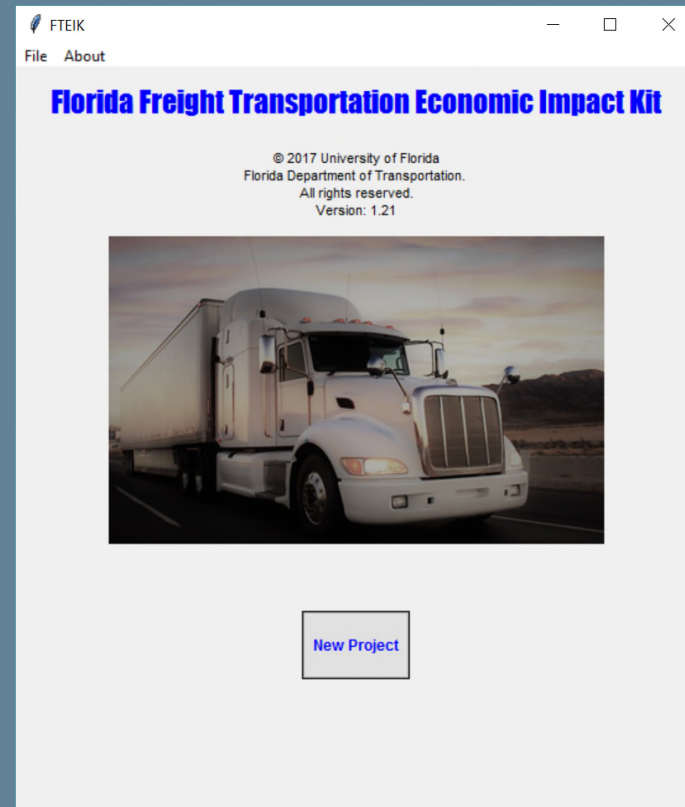 FTEIK
File About
Florida Freight Transportation Economic Impact Kit
© 2017 University of Florida
Florida Department of Transportation.
All rights reserved.
Version: 1.21
New Project